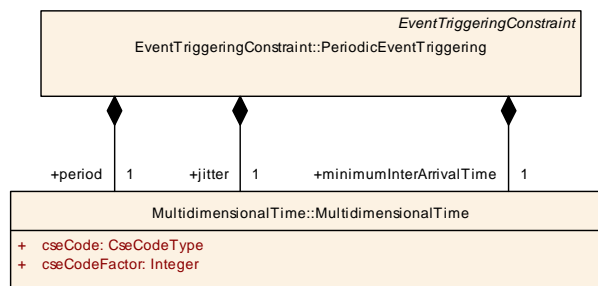 EventTriggeringConstraint
EventTriggeringConstraint::PeriodicEventTriggering
+period 1 +jitter 1 +minimumInterArrivalTime 1
MultidimensionalTime::MultidimensionalTime
+ cseCode: CseCodeType
+ cseCodeFactor: Integer